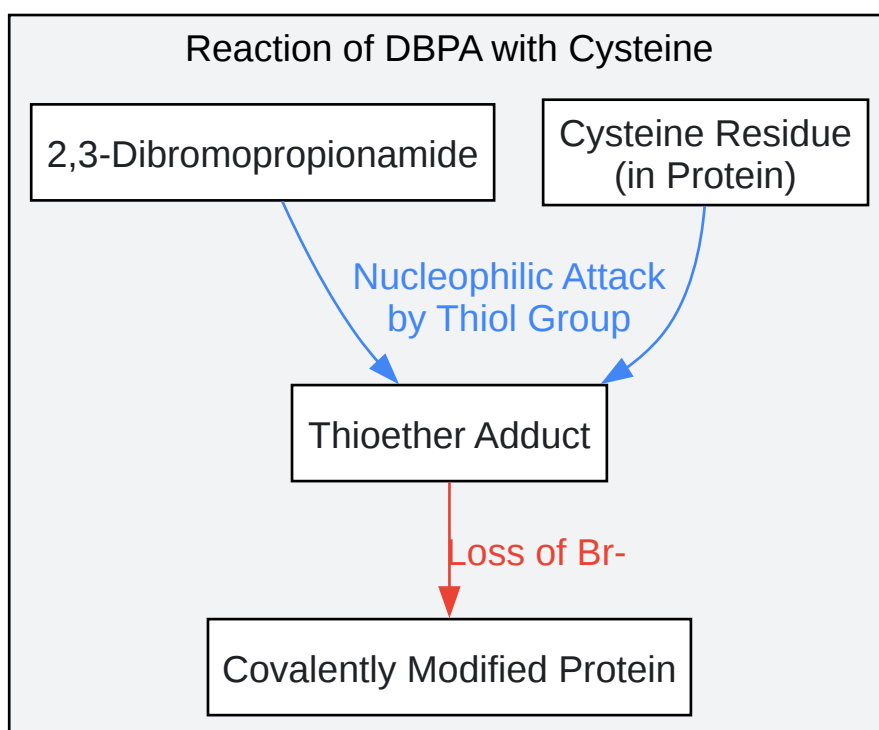 Reaction of DBPA with Cysteine
2,3-Dibromopropionamide
Cysteine Residue
(in Protein)
Nucleophilic Attack
by Thiol Group
Thioether Adduct
Loss of Br-
Covalently Modified Protein